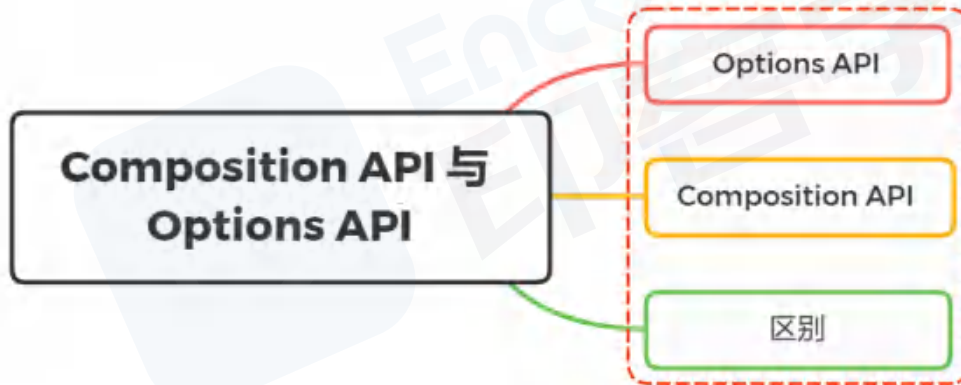 Composition API 与
Options API
Options API
Composition API
区别